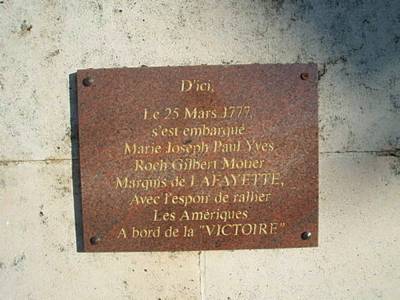 D'ici,
Le 25 Mars 1777,
s'est embarqué
Marie Joseph Paul Yves
Roch Gilbert Motier
Marquis de LAFAYETTE,
Avec l'espoir de rallier
Les Amériques
A bord de la "VICTOIRE"